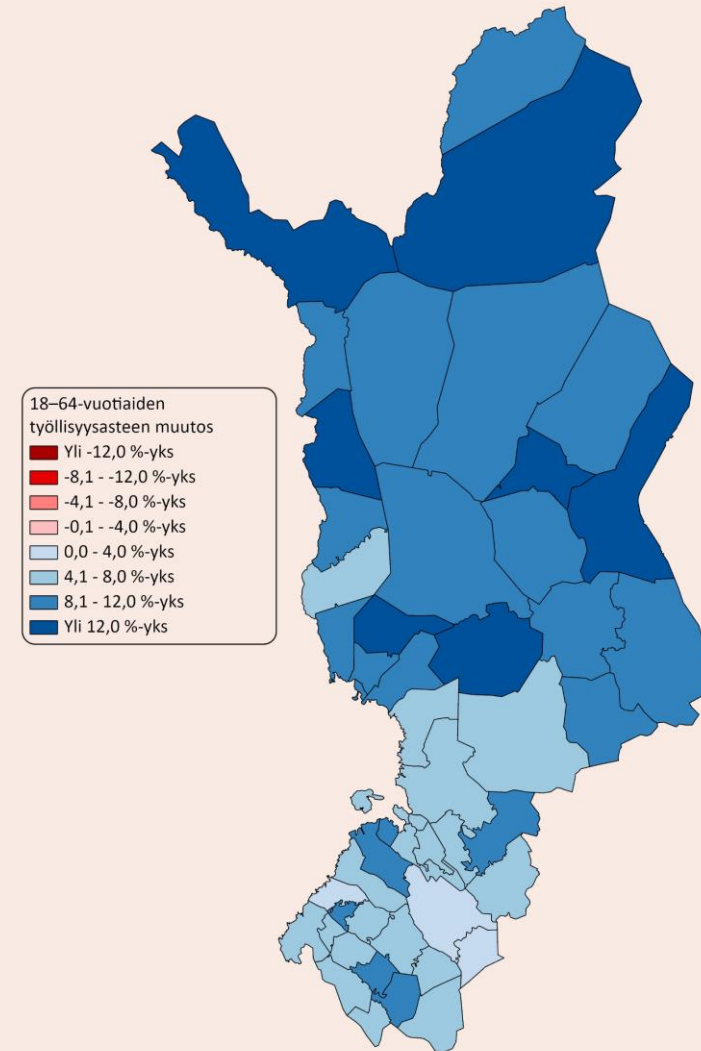 18–64-vuotiaiden
työllisyysasteen muutos
Yli -12,0 %-yks
-8,1 - -12,0 %-yks
-4,1 - -8,0 %-yks
-0,1 - -4,0 %-yks
0,0 - 4,0 %-yks
4,1 - 8,0 %-yks
8,1 - 12,0 %-yks
Yli 12,0 %-yks